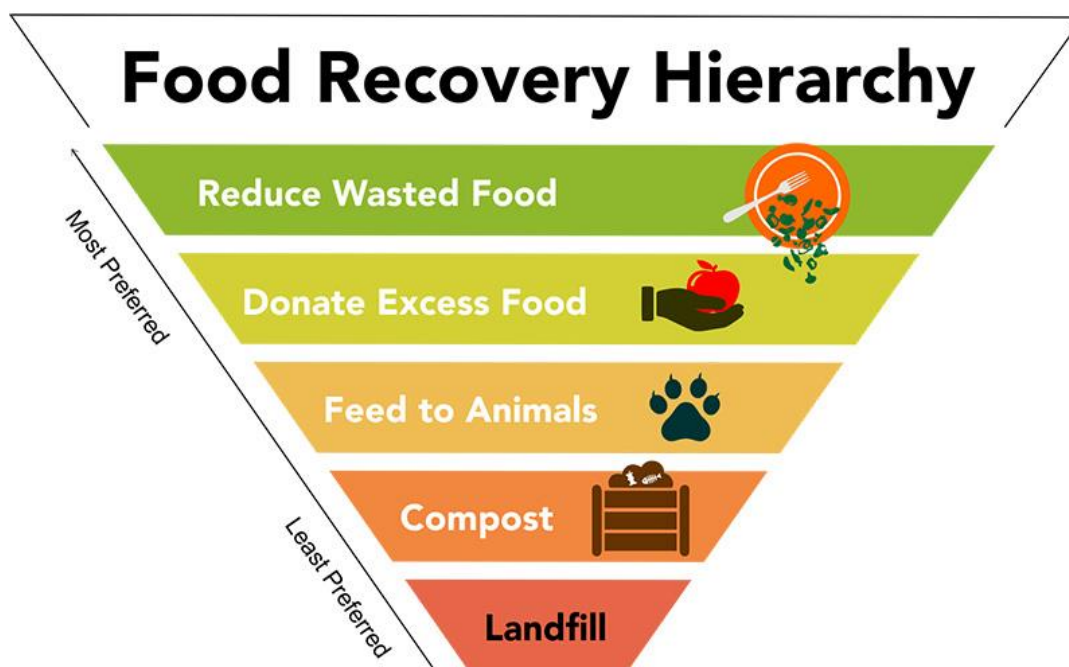 Food Recovery Hierarchy
Reduce Wasted Food
Most Preferred
Donate Excess Food
Feed to Animals
Compost
Least Preferred
Landfill